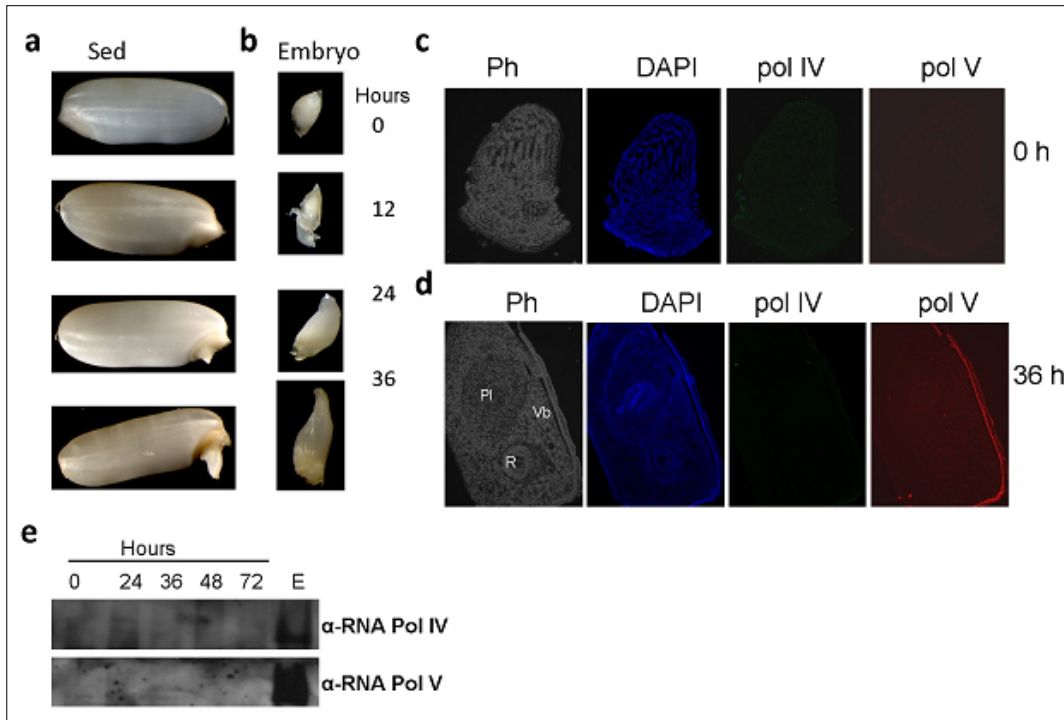 a
Sed
b
Embryo
Hours
0
12
24
36
c
Ph DAPI pol IV pol V
0 h
d
Ph DAPI pol IV pol V
Pl
Vb
R
36 h
e
Hours
0 24 36 48 72 E
α-RNA Pol IV
α-RNA Pol V